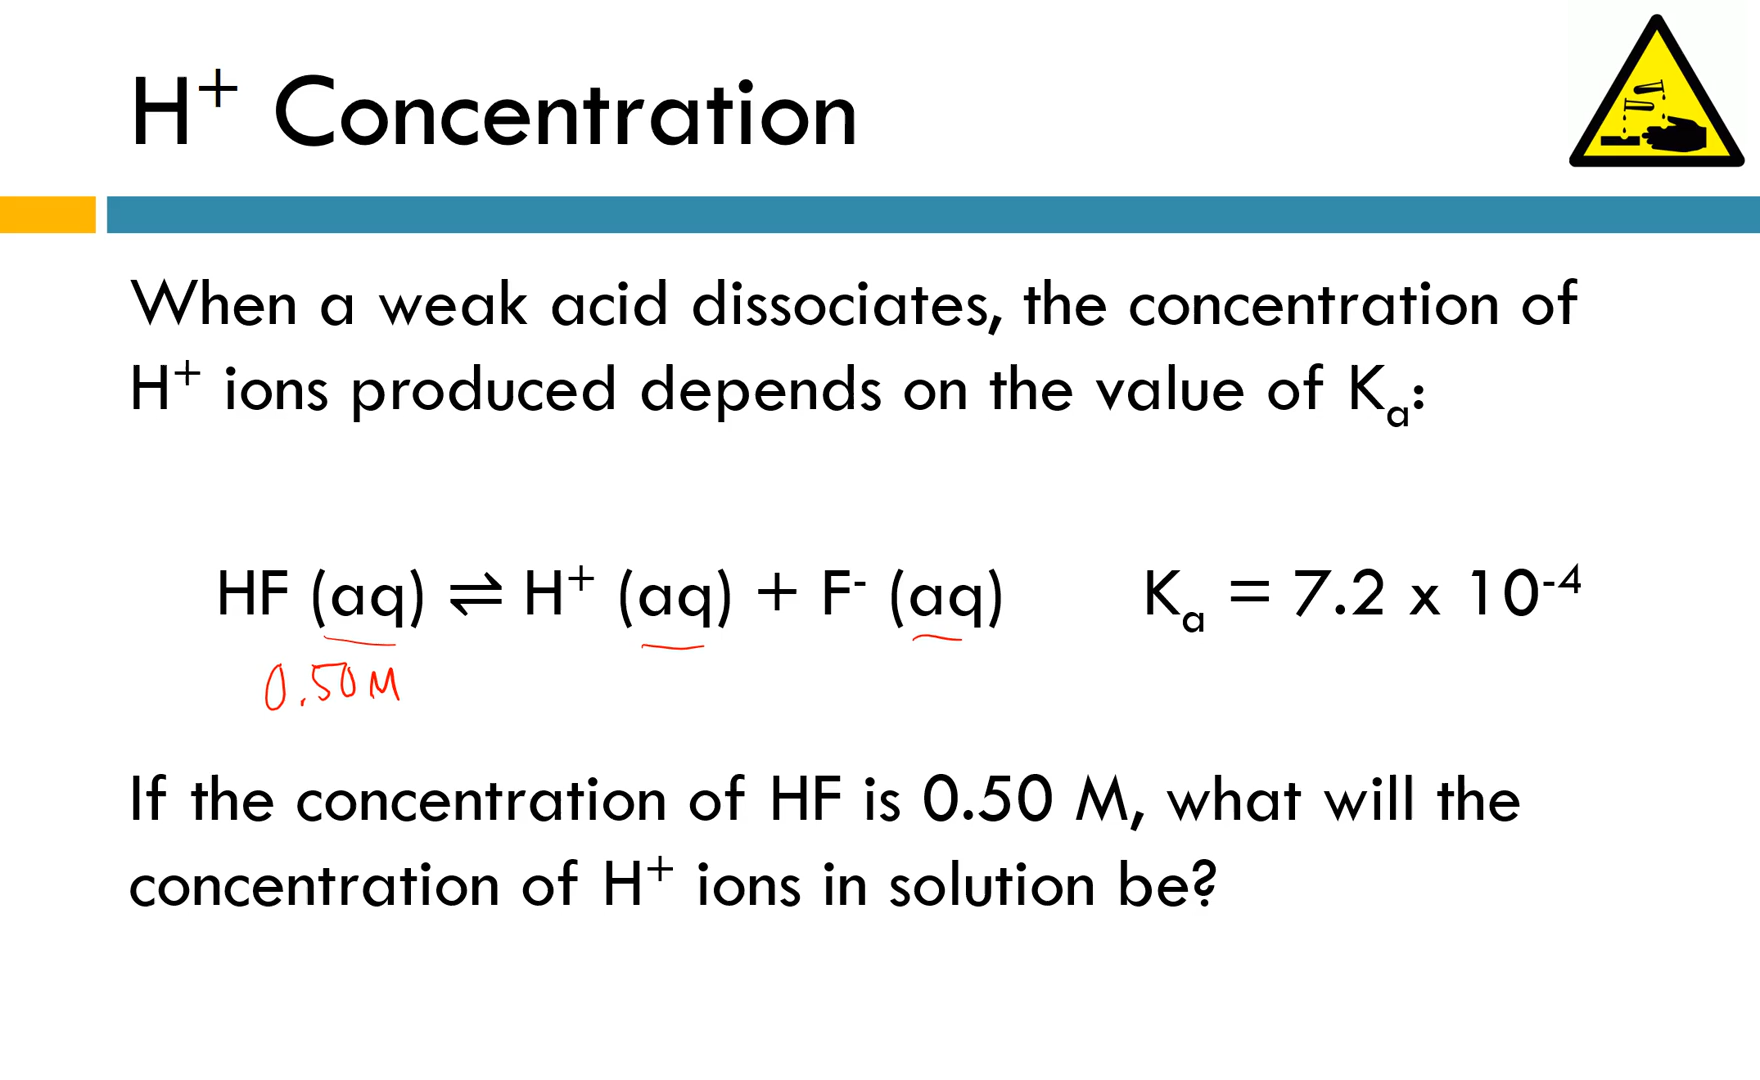 H⁺ Concentration
When a weak acid dissociates, the concentration of
H⁺ ions produced depends on the value of Kₐ:
HF (aq) ⇌ H⁺ (aq) + F⁻ (aq) Kₐ = 7.2 x 10⁻⁴
0.50 M
If the concentration of HF is 0.50 M, what will the
concentration of H⁺ ions in solution be?